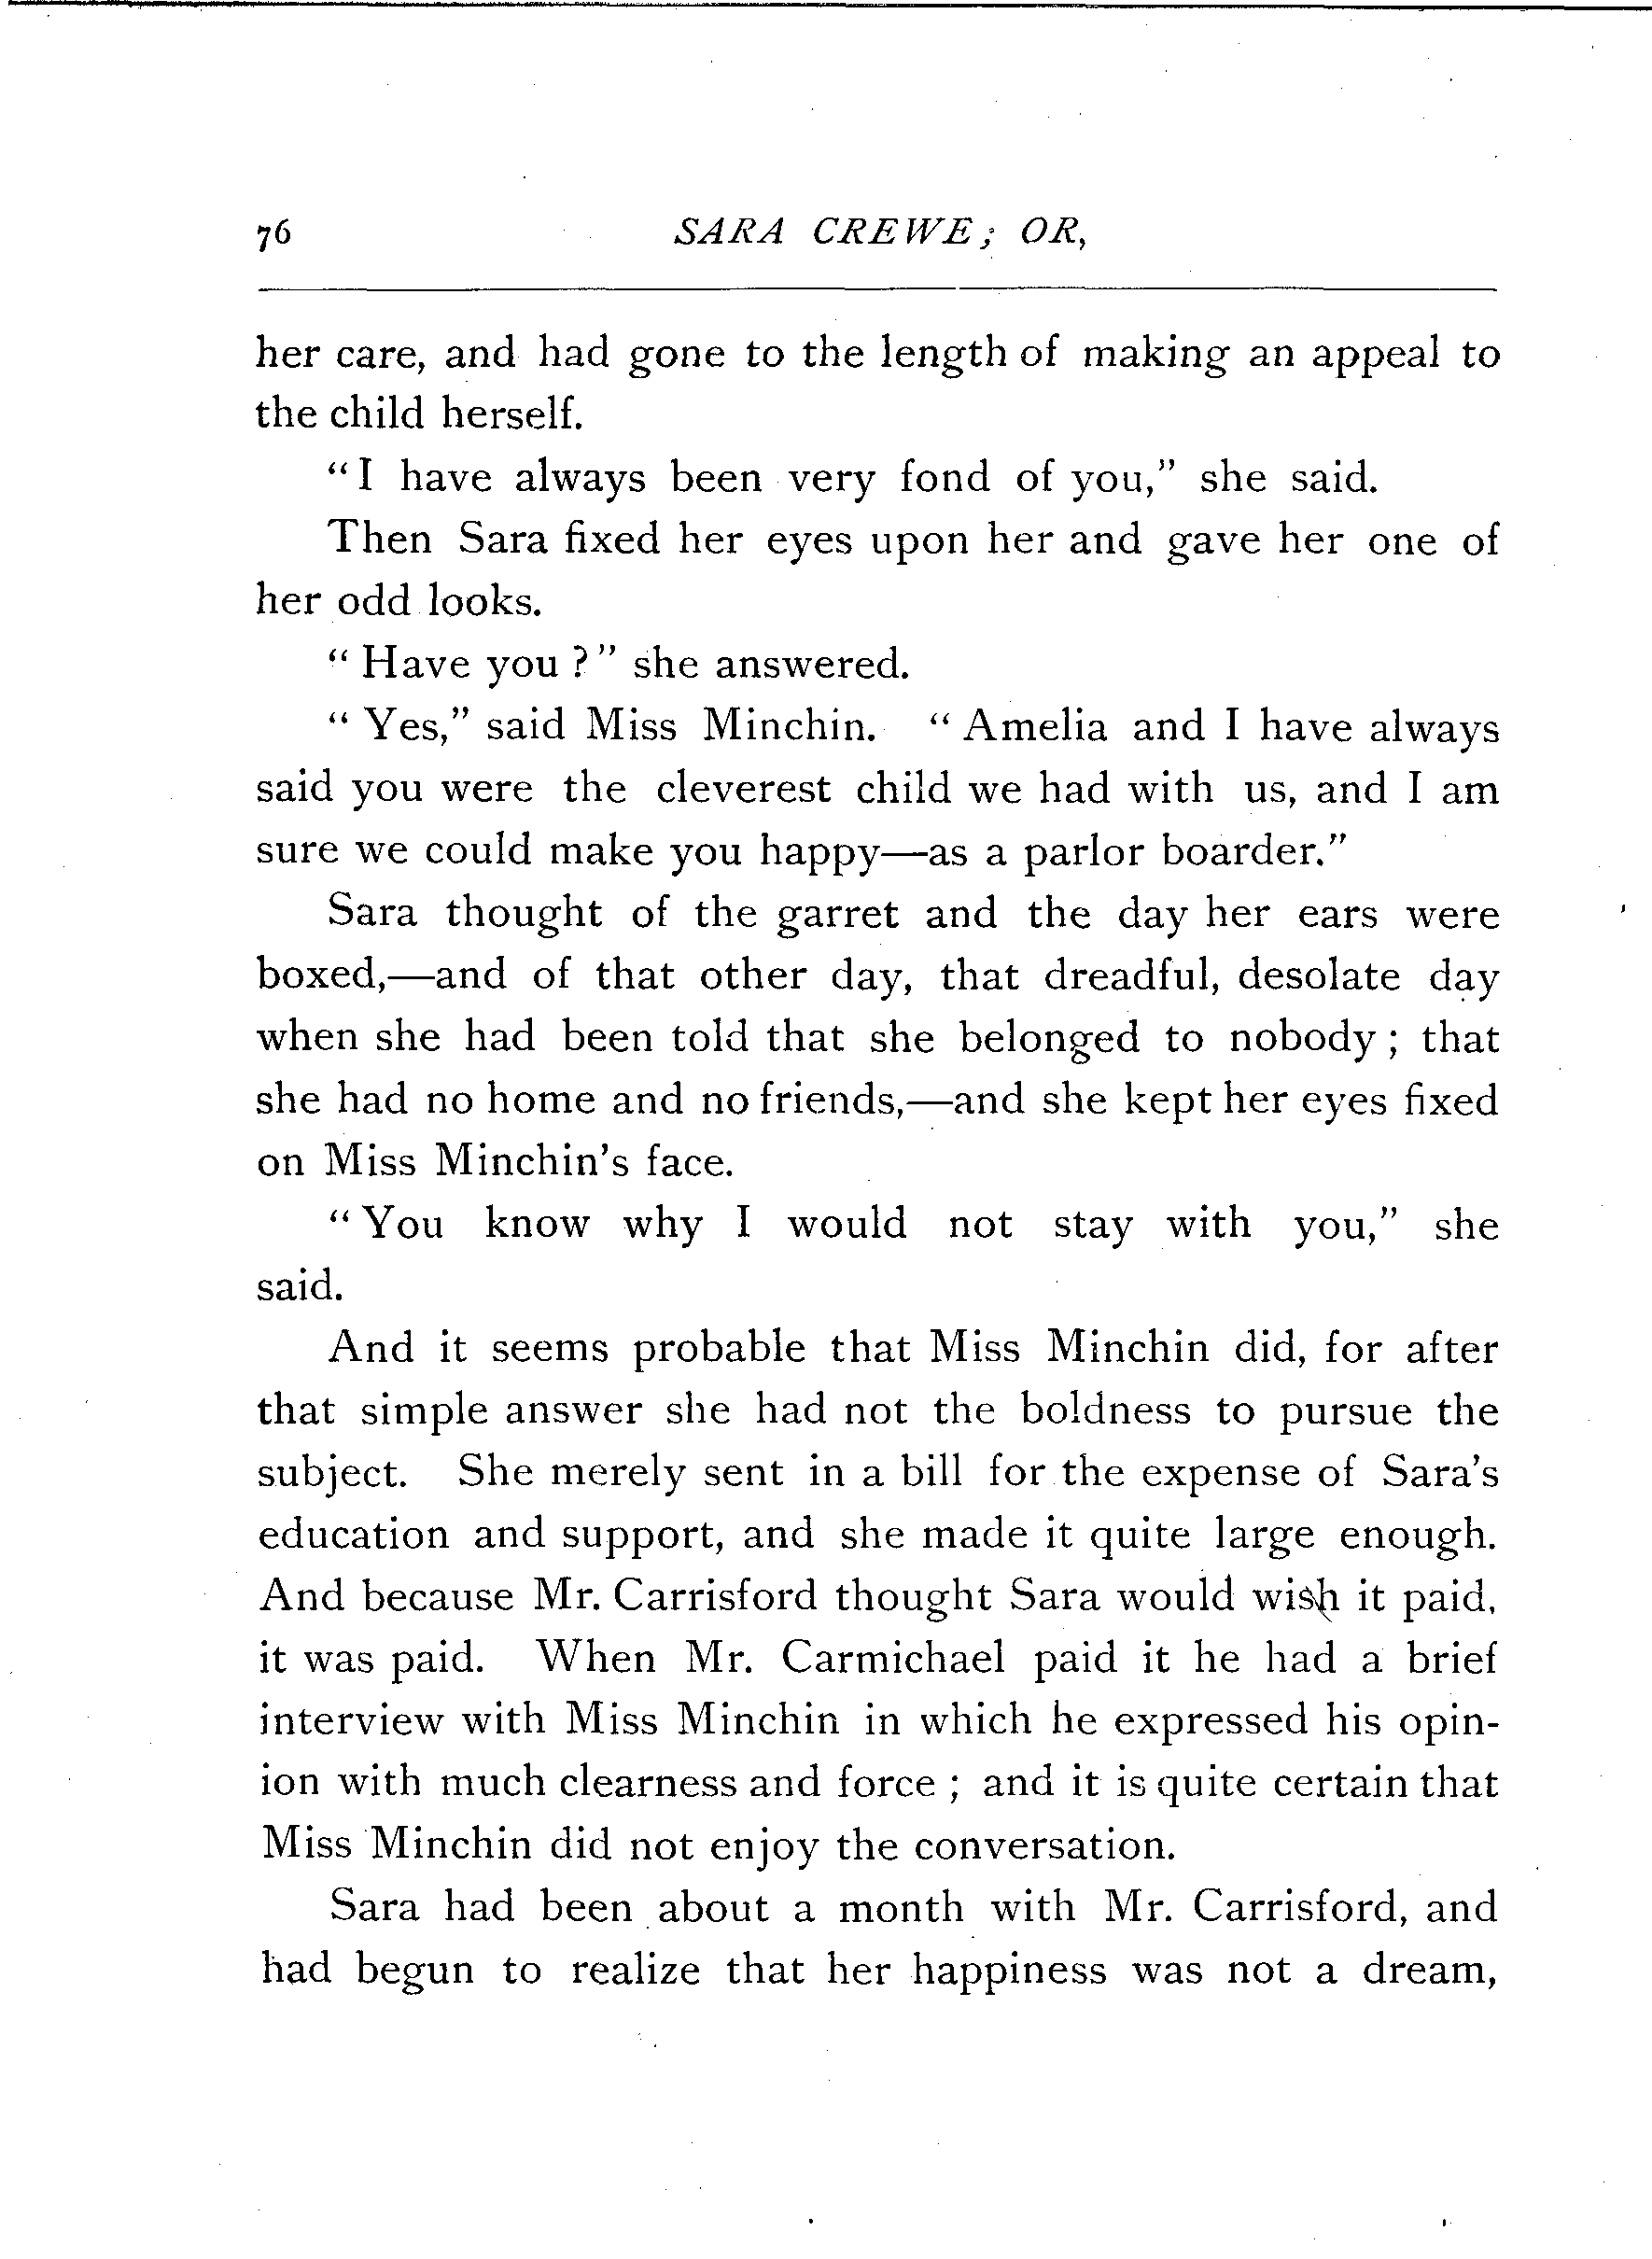 76 SARA CREWE; OR,
her care, and had gone to the length of making an appeal to
the child herself.
"I have always been very fond of you," she said.
Then Sara fixed her eyes upon her and gave her one of
her odd looks.
"Have you?" she answered.
"Yes," said Miss Minchin. "Amelia and I have always
said you were the cleverest child we had with us, and I am
sure we could make you happy—as a parlor boarder."
Sara thought of the garret and the day her ears were
boxed,—and of that other day, that dreadful, desolate day
when she had been told that she belonged to nobody; that
she had no home and no friends,—and she kept her eyes fixed
on Miss Minchin's face.
"You know why I would not stay with you," she
said.
And it seems probable that Miss Minchin did, for after
that simple answer she had not the boldness to pursue the
subject. She merely sent in a bill for the expense of Sara's
education and support, and she made it quite large enough.
And because Mr. Carrisford thought Sara would wish it paid,
it was paid. When Mr. Carmichael paid it he had a brief
interview with Miss Minchin in which he expressed his opin-
ion with much clearness and force; and it is quite certain that
Miss Minchin did not enjoy the conversation.
Sara had been about a month with Mr. Carrisford, and
had begun to realize that her happiness was not a dream,